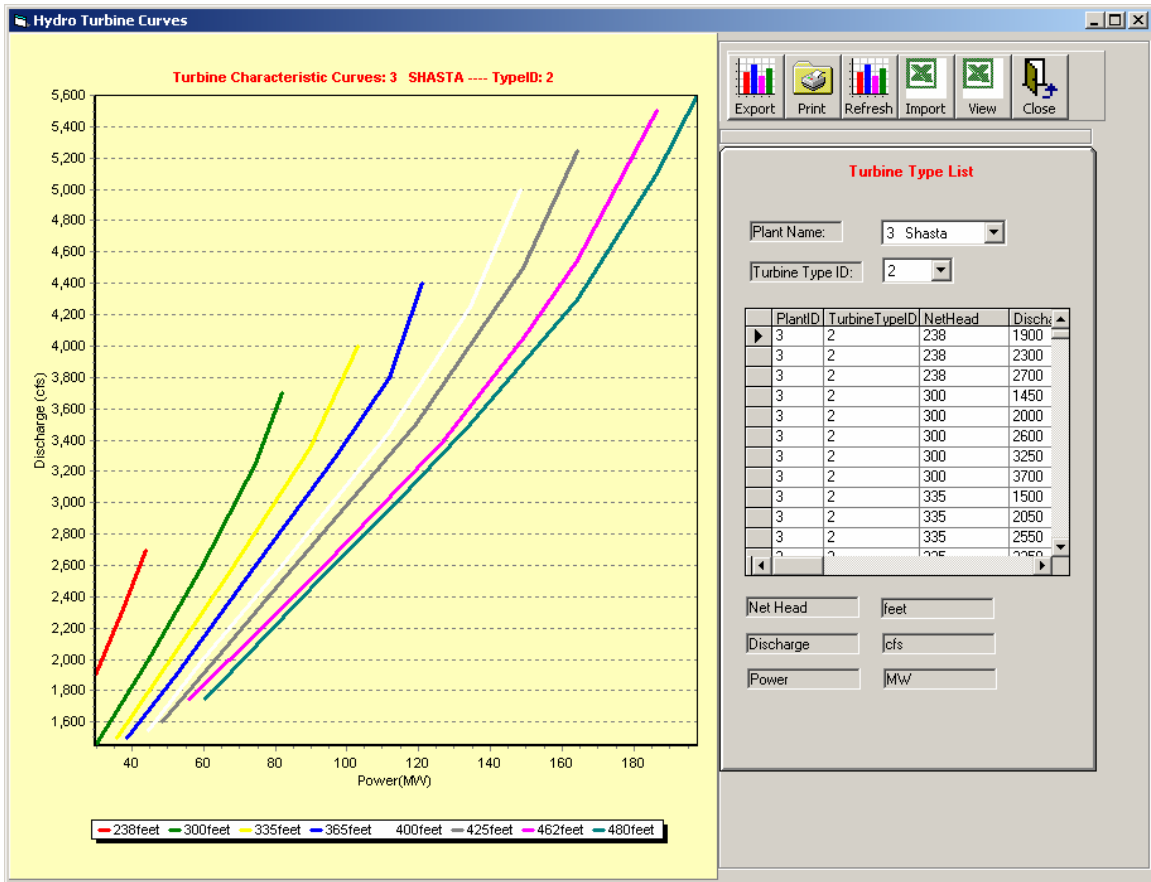 Hydro Turbine Curves
Turbine Characteristic Curves: 3 SHASTA ---- TypeID: 2
5,600
5,400
5,200
5,000
4,800
4,600
4,400
4,200
4,000
3,800
3,600
3,400
3,200
3,000
2,800
2,600
2,400
2,200
2,000
1,800
1,600
Discharge (cfs)
40 60 80 100 120 140 160 180
Power(MW)
238feet 300feet 335feet 365feet 400feet 425feet 462feet 480feet
Export Print Refresh Import View Close
Turbine Type List
Plant Name: 3 Shasta
Turbine Type ID: 2
PlantID TurbineTypeID NetHead Discha
3 2 238 1900
3 2 238 2300
3 2 238 2700
3 2 300 1450
3 2 300 2000
3 2 300 2600
3 2 300 3250
3 2 300 3700
3 2 335 1500
3 2 335 2050
3 2 335 2550
Net Head feet
Discharge cfs
Power MW